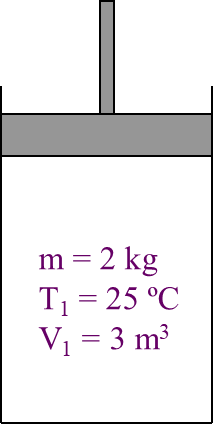 m = 2 kg
T₁ = 25 ºC
V₁ = 3 m³